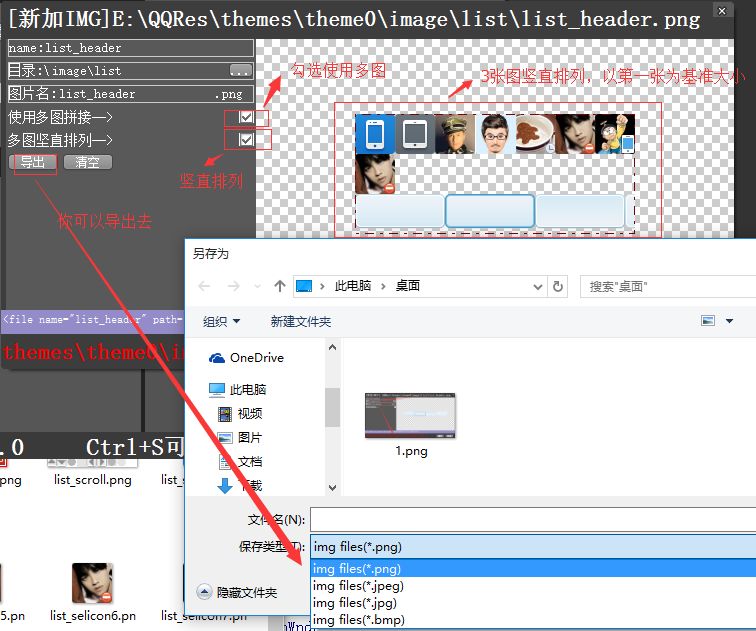 [新加IMG]E:\QQRes\themes\theme0\image\list\list_header.png
name:list_header
目录:\image\list
...
图片名:list_header .png
使用多图拼接—>
多图竖直排列—>
导出 清空
勾选使用多图
3张图竖直排列，以第一张为基准大小
竖直排列
你可以导出去
<file name="list_header" path=
themes\theme0\i
.0 Ctrl+S可
png
list_scroll.png
list_s
5.pn
list_selicon6.pn
list_selicon7.pn
另存为
此电脑 桌面
搜索"桌面"
组织 新建文件夹
OneDrive
此电脑
视频
图片
文档
下载
1.png
文件名(N):
保存类型(T): img files(*.png)
img files(*.png)
img files(*.jpeg)
img files(*.jpg)
img files(*.bmp)
隐藏文件夹